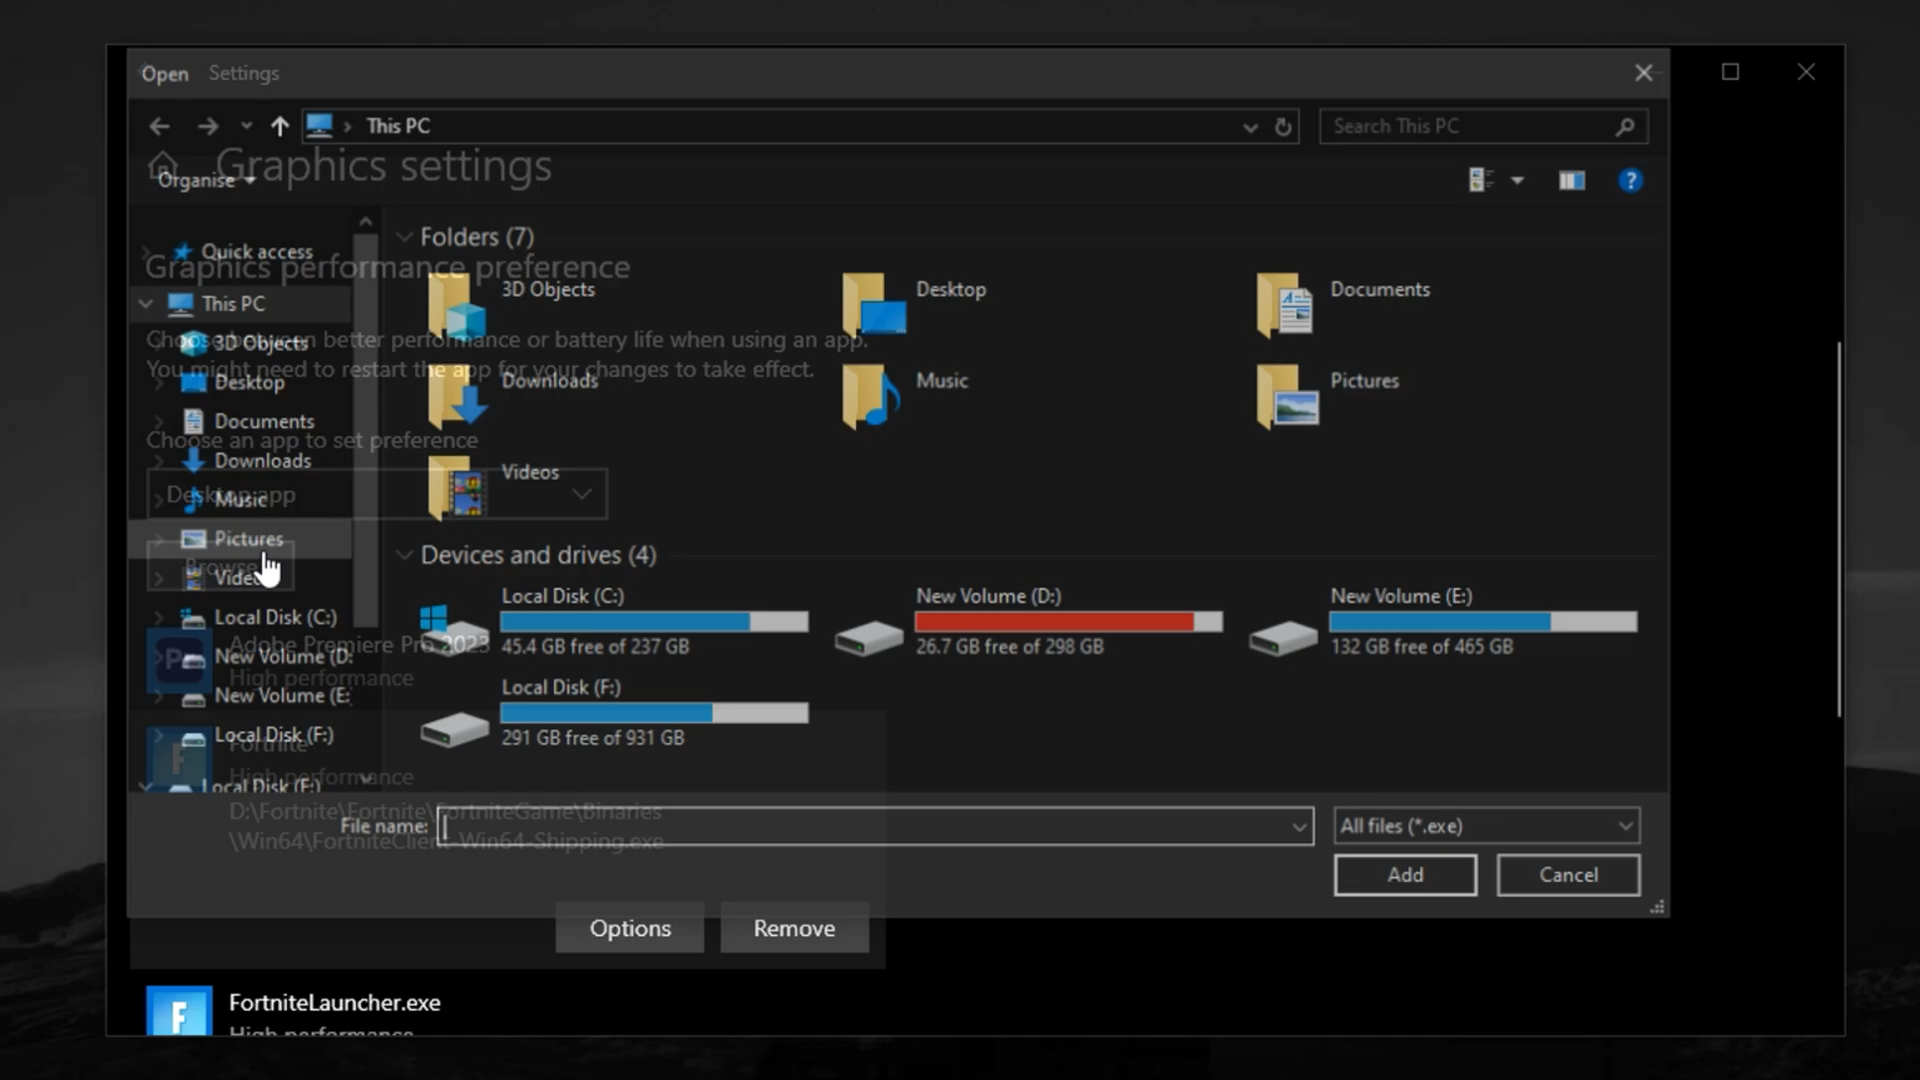 Open
Settings
This PC
Search This PC
Graphics settings
Organise
Quick access
Graphics performance preference
This PC
3D Objects
Choose between better performance or battery life when using an app.
You might need to restart the app for your changes to take effect.
Desktop
Documents
Choose an app to set preference
Downloads
Desktop app
Music
Pictures
Browse
Videos
Local Disk (C:)
Adobe Premiere Pro 2023
New Volume (D:
High performance
New Volume (E:
Local Disk (F:)
Fortnite
High performance
Local Disk (F:)
Folders (7)
3D Objects
Desktop
Documents
Downloads
Music
Pictures
Videos
Devices and drives (4)
Local Disk (C:)
45.4 GB free of 237 GB
New Volume (D:)
26.7 GB free of 298 GB
New Volume (E:)
132 GB free of 465 GB
Local Disk (F:)
291 GB free of 931 GB
D:\Fortnite\Fortnite\FortniteGame\Binaries
\Win64\FortniteClient-Win64-Shipping.exe
File name:
All files (*.exe)
Add
Cancel
Options
Remove
FortniteLauncher.exe
High performance